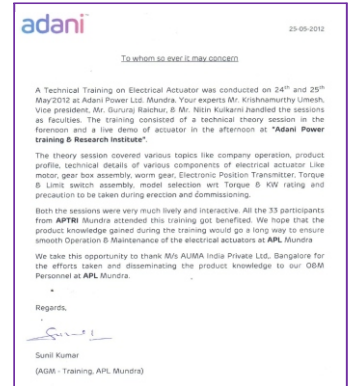 adani
25-05-2012
To whom so ever it may concern
A Technical Training on Electrical Actuator was conducted on 24th and 25th
May'2012 at Adani Power Ltd. Mundra. Your experts Mr. Krishnamurthy Umesh,
Vice president, Mr. Gururaj Raichur, & Mr. Nitin Kulkarni handled the sessions
as faculties. The training consisted of a technical theory session in the
forenoon and a live demo of actuator in the afternoon at "Adani Power
training & Research Institute".
The theory session covered various topics like company operation, product
profile, technical details of various components of electrical actuator Like
motor, gear box assembly, worm gear, Electronic Position Transmitter, Torque
& Limit switch assembly, model selection wrt Torque & KW rating and
precaution to be taken during erection and commissioning.
Both the sessions were very much lively and interactive. All the 33 participants
from APTRI Mundra attended this training got benefited. We hope that the
product knowledge gained during the training would go a long way to ensure
smooth Operation & Maintenance of the electrical actuators at APL Mundra
We take this opportunity to thank M/s AUMA India Private Ltd,. Bangalore for
the efforts taken and disseminating the product knowledge to our O&M
Personnel at APL Mundra.
Regards,
Sunil Kumar
(AGM - Training, APL Mundra)